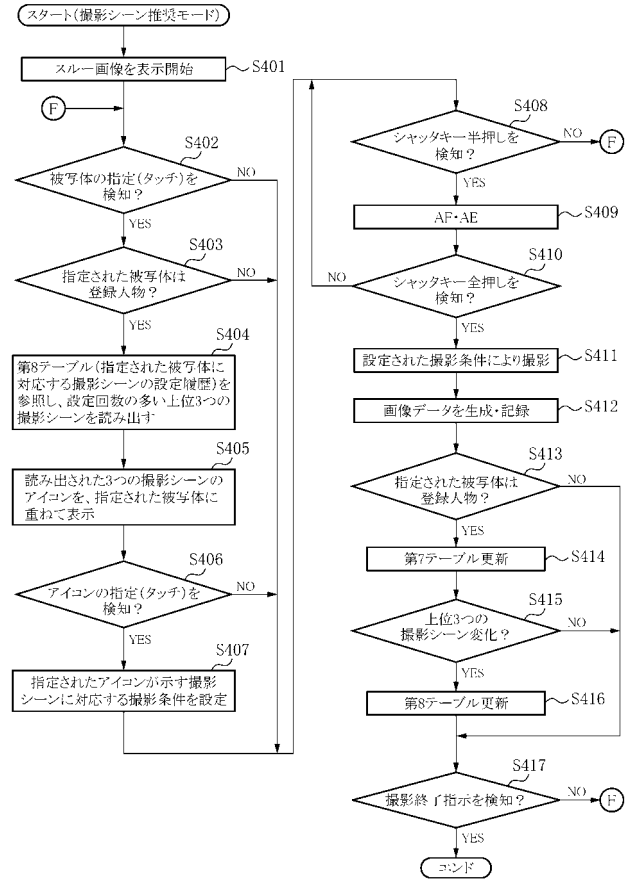 スタート(撮影シーン推奨モード)
スルー画像を表示開始
S401
F
S402
被写体の指定(タッチ)を
検知？
NO
YES
S403
指定された被写体は
登録人物？
NO
YES
S404
第8テーブル(指定された被写体に
対応する撮影シーンの設定履歴)を
参照し、設定回数の多い上位3つの
撮影シーンを読み出す
S405
読み出された3つの撮影シーンの
アイコンを、指定された被写体に
重ねて表示
S406
アイコンの指定(タッチ)を
検知？
NO
YES
S407
指定されたアイコンが示す撮影
シーンに対応する撮影条件を設定
S408
シャッタキー半押しを
検知？
NO
F
YES
AF・AE
S409
S410
シャッタキー全押しを
検知？
NO
YES
設定された撮影条件により撮影
S411
画像データを生成・記録
S412
S413
指定された被写体は
登録人物？
NO
YES
第7テーブル更新
S414
S415
上位3つの
撮影シーン変化？
NO
YES
第8テーブル更新
S416
S417
撮影終了指示を検知？
NO
F
YES
エンド